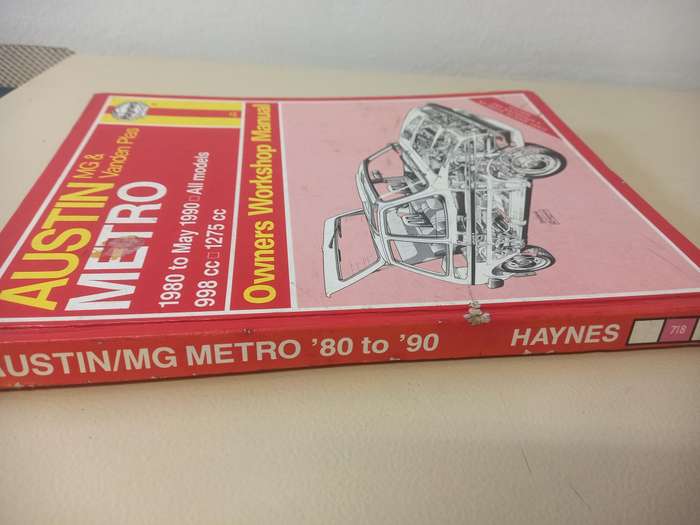 AUSTIN MG &
Vanden Plas
METRO
1980 to May 1990 □ All models
998 cc □ 1275 cc
Owners Workshop Manual
AUSTIN/MG METRO '80 to '90
HAYNES
718